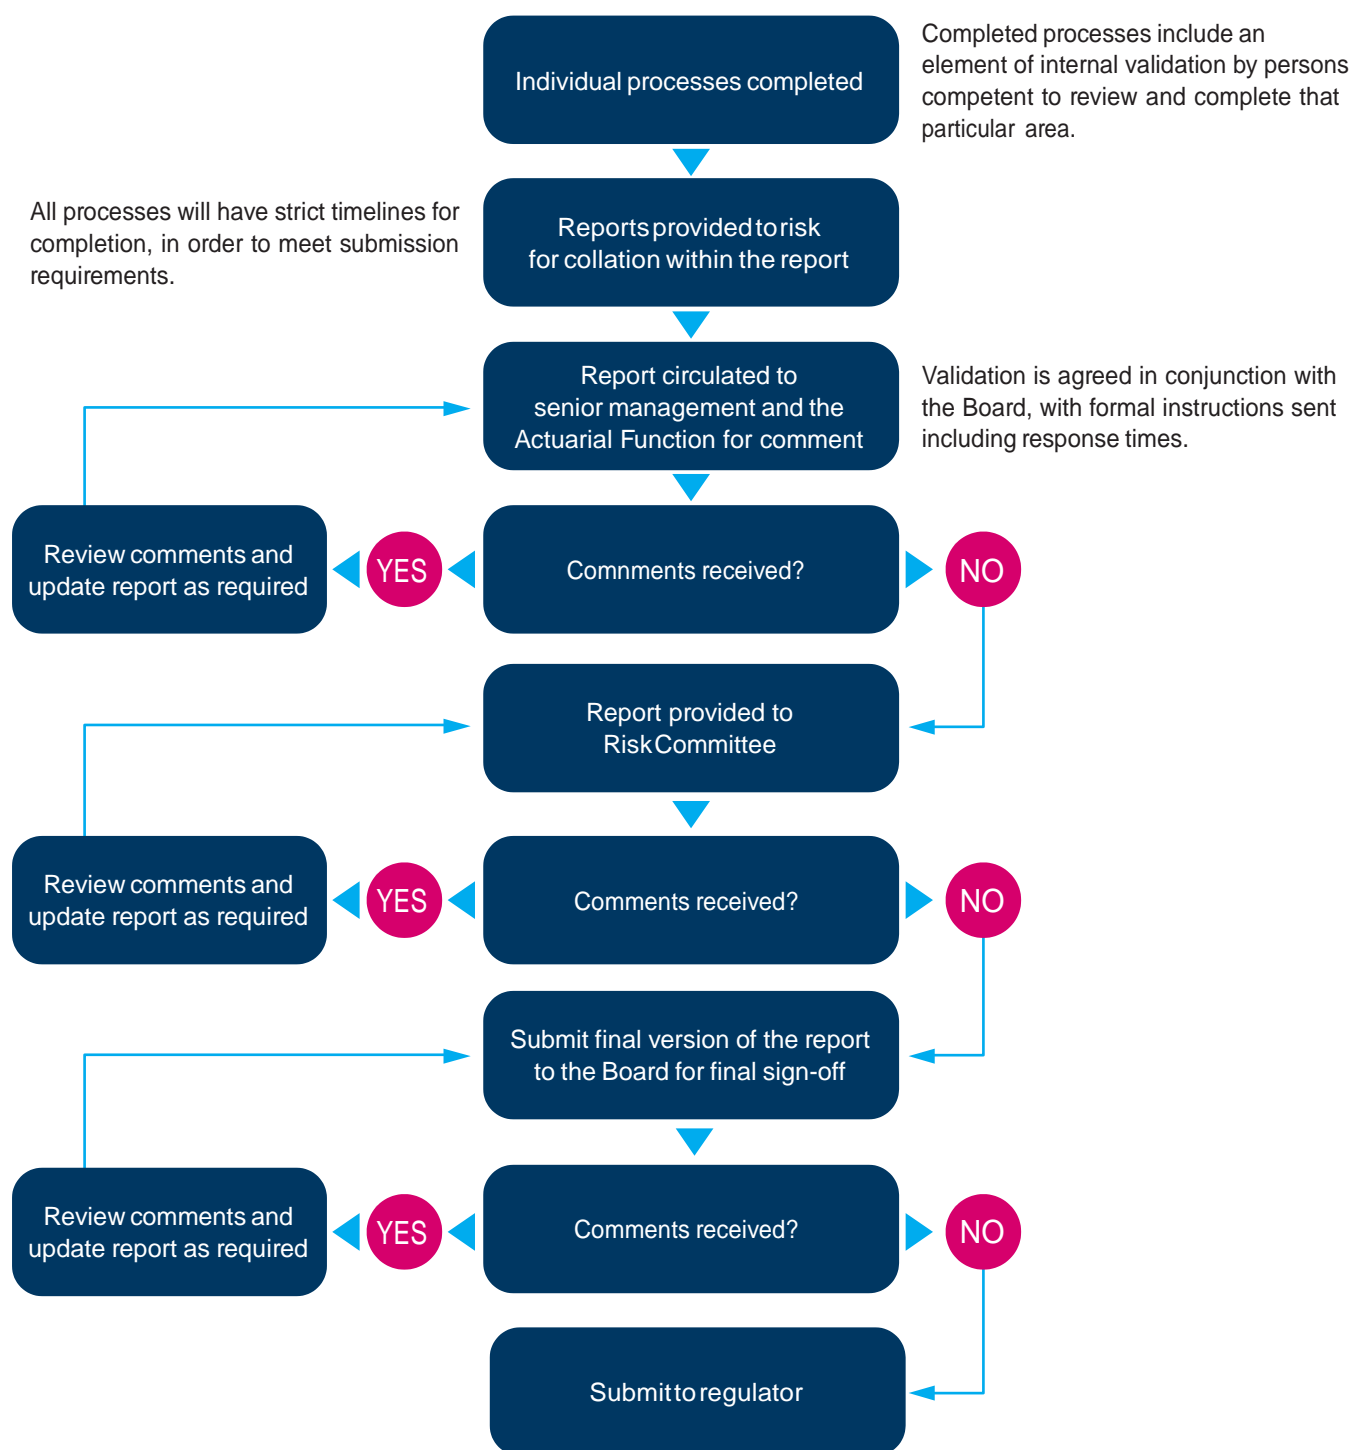 Individual processes completed
Completed processes include an
element of internal validation by persons
competent to review and complete that
particular area.
All processes will have strict timelines for
completion, in order to meet submission
requirements.
Reports provided to risk
for collation within the report
Report circulated to
senior management and the
Actuarial Function for comment
Validation is agreed in conjunction with
the Board, with formal instructions sent
including response times.
Review comments and
update report as required
YES
Comnments received?
NO
Report provided to
Risk Committee
Review comments and
update report as required
YES
Comments received?
NO
Submit final version of the report
to the Board for final sign-off
Review comments and
update report as required
YES
Comments received?
NO
Submit to regulator